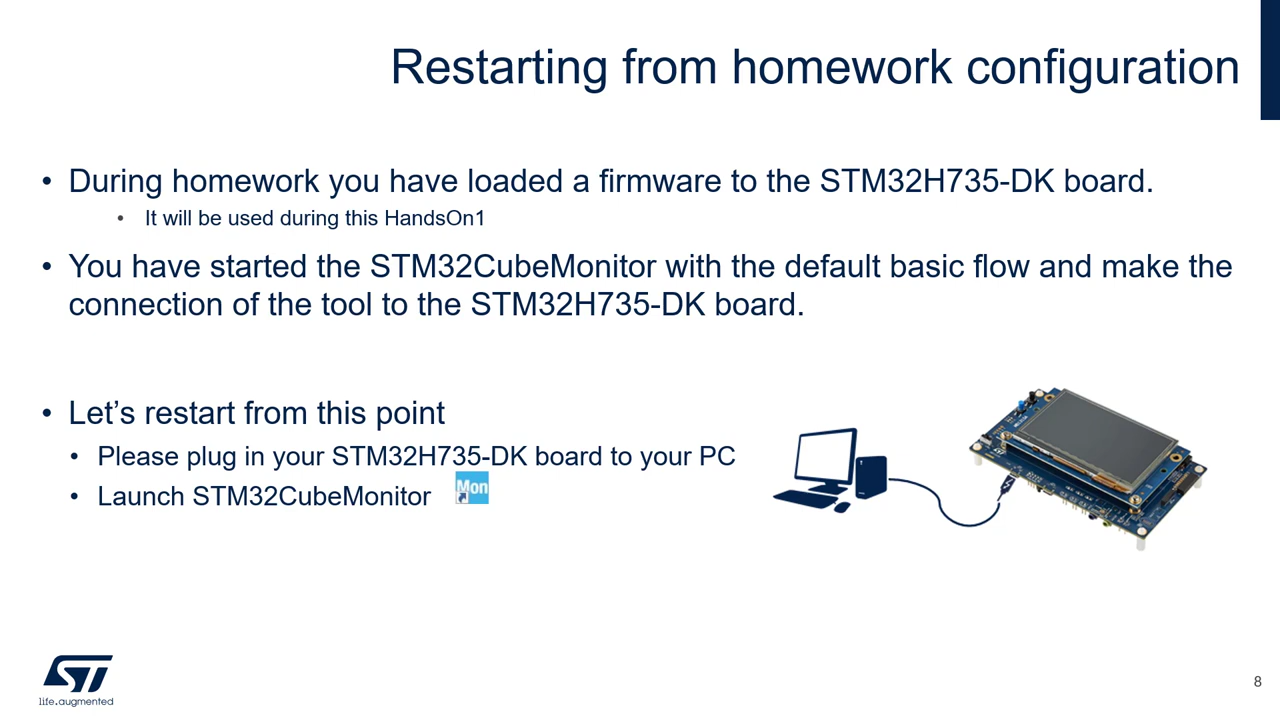 Restarting from homework configuration
• During homework you have loaded a firmware to the STM32H735-DK board.
• It will be used during this HandsOn1
• You have started the STM32CubeMonitor with the default basic flow and make the
connection of the tool to the STM32H735-DK board.
• Let’s restart from this point
• Please plug in your STM32H735-DK board to your PC
• Launch STM32CubeMonitor
Mon
ST
life.augmented
8